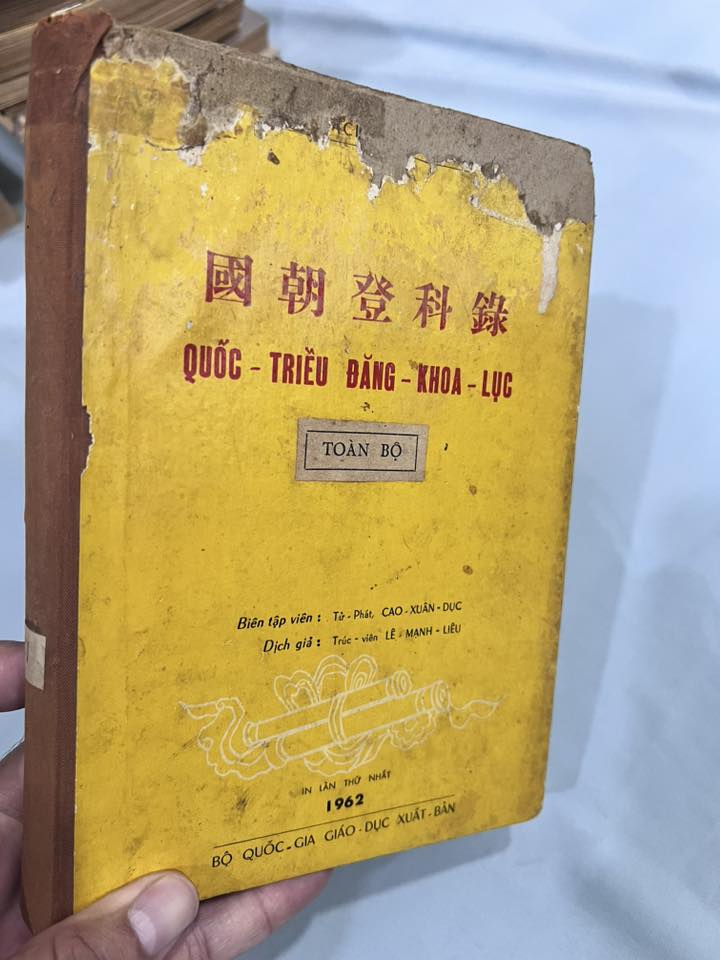 國朝登科錄
QUỐC - TRIỀU ĐĂNG - KHOA - LỤC
TOÀN BỘ
Biên tập viên : Tử - Phát, CAO - XUÂN - DỤC
Dịch giả : Trúc - viên LÊ - MẠNH - LIÊU
IN LẦN THỨ NHẤT
1962
BỘ QUỐC - GIA GIÁO - DỤC XUẤT - BẢN